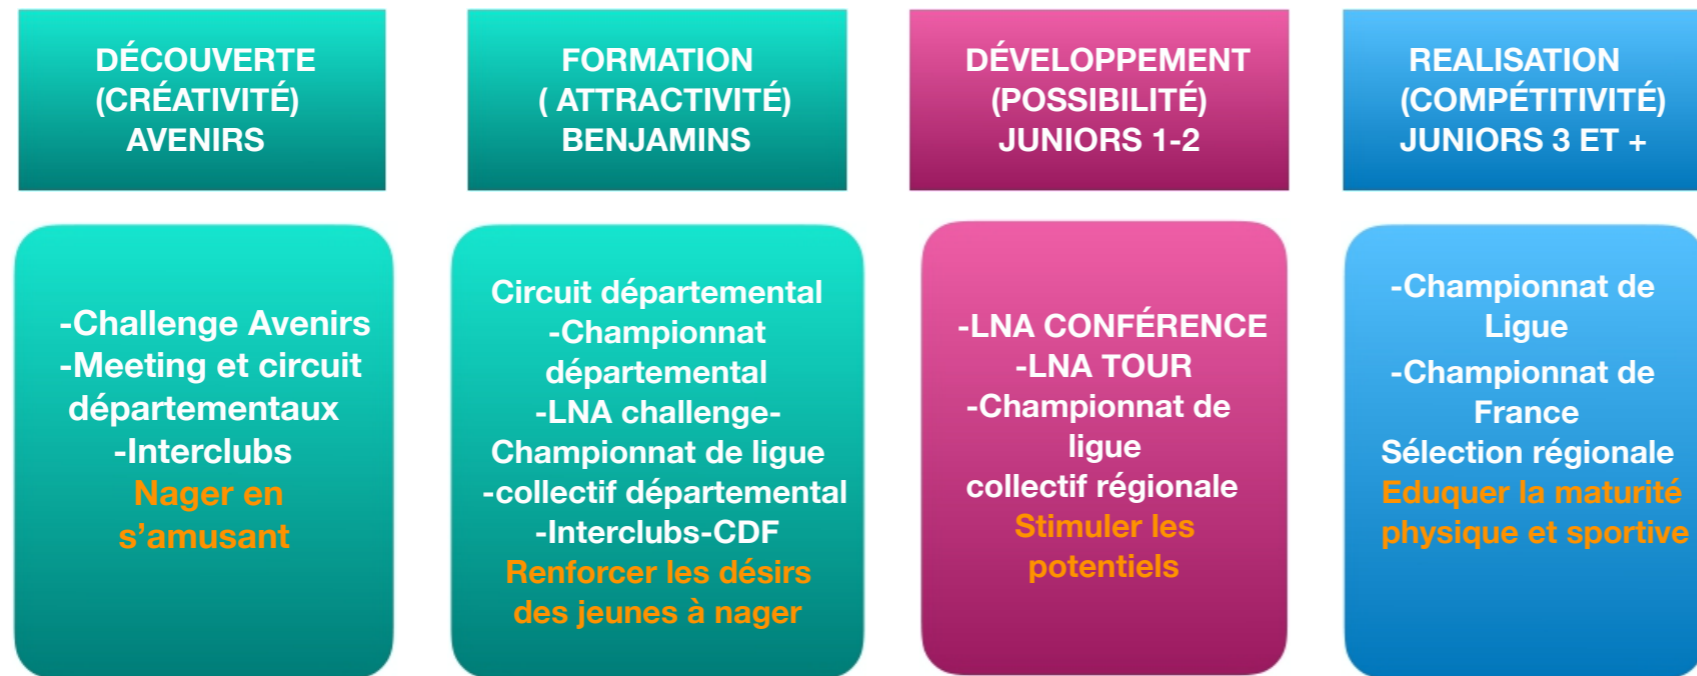 DÉCOUVERTE
(CRÉATIVITÉ)
AVENIRS
FORMATION
( ATTRACTIVITÉ)
BENJAMINS
DÉVELOPPEMENT
(POSSIBILITÉ)
JUNIORS 1-2
REALISATION
(COMPÉTITIVITÉ)
JUNIORS 3 ET +
-Challenge Avenirs
-Meeting et circuit
départementaux
-Interclubs
Nager en
s’amusant
Circuit départemental
-Championnat
départemental
-LNA challenge-
Championnat de ligue
-collectif départemental
-Interclubs-CDF
Renforcer les désirs
des jeunes à nager
-LNA CONFÉRENCE
-LNA TOUR
-Championnat de
ligue
collectif régionale
Stimuler les
potentiels
-Championnat de
Ligue
-Championnat de
France
Sélection régionale
Eduquer la maturité
physique et sportive